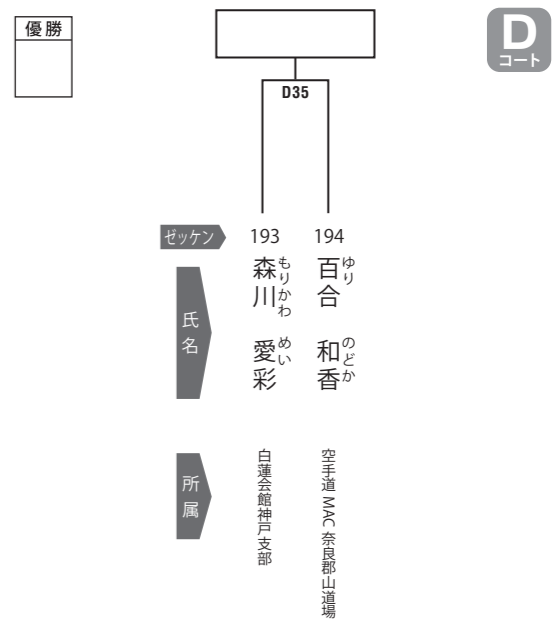 優勝
D
コート
D35
ゼッケン
193
194
氏名
森川 愛彩
もりかわ めい
百合 和香
ゆり のどか
所属
白蓮会館神戸支部
空手道 MAC 奈良郡山道場